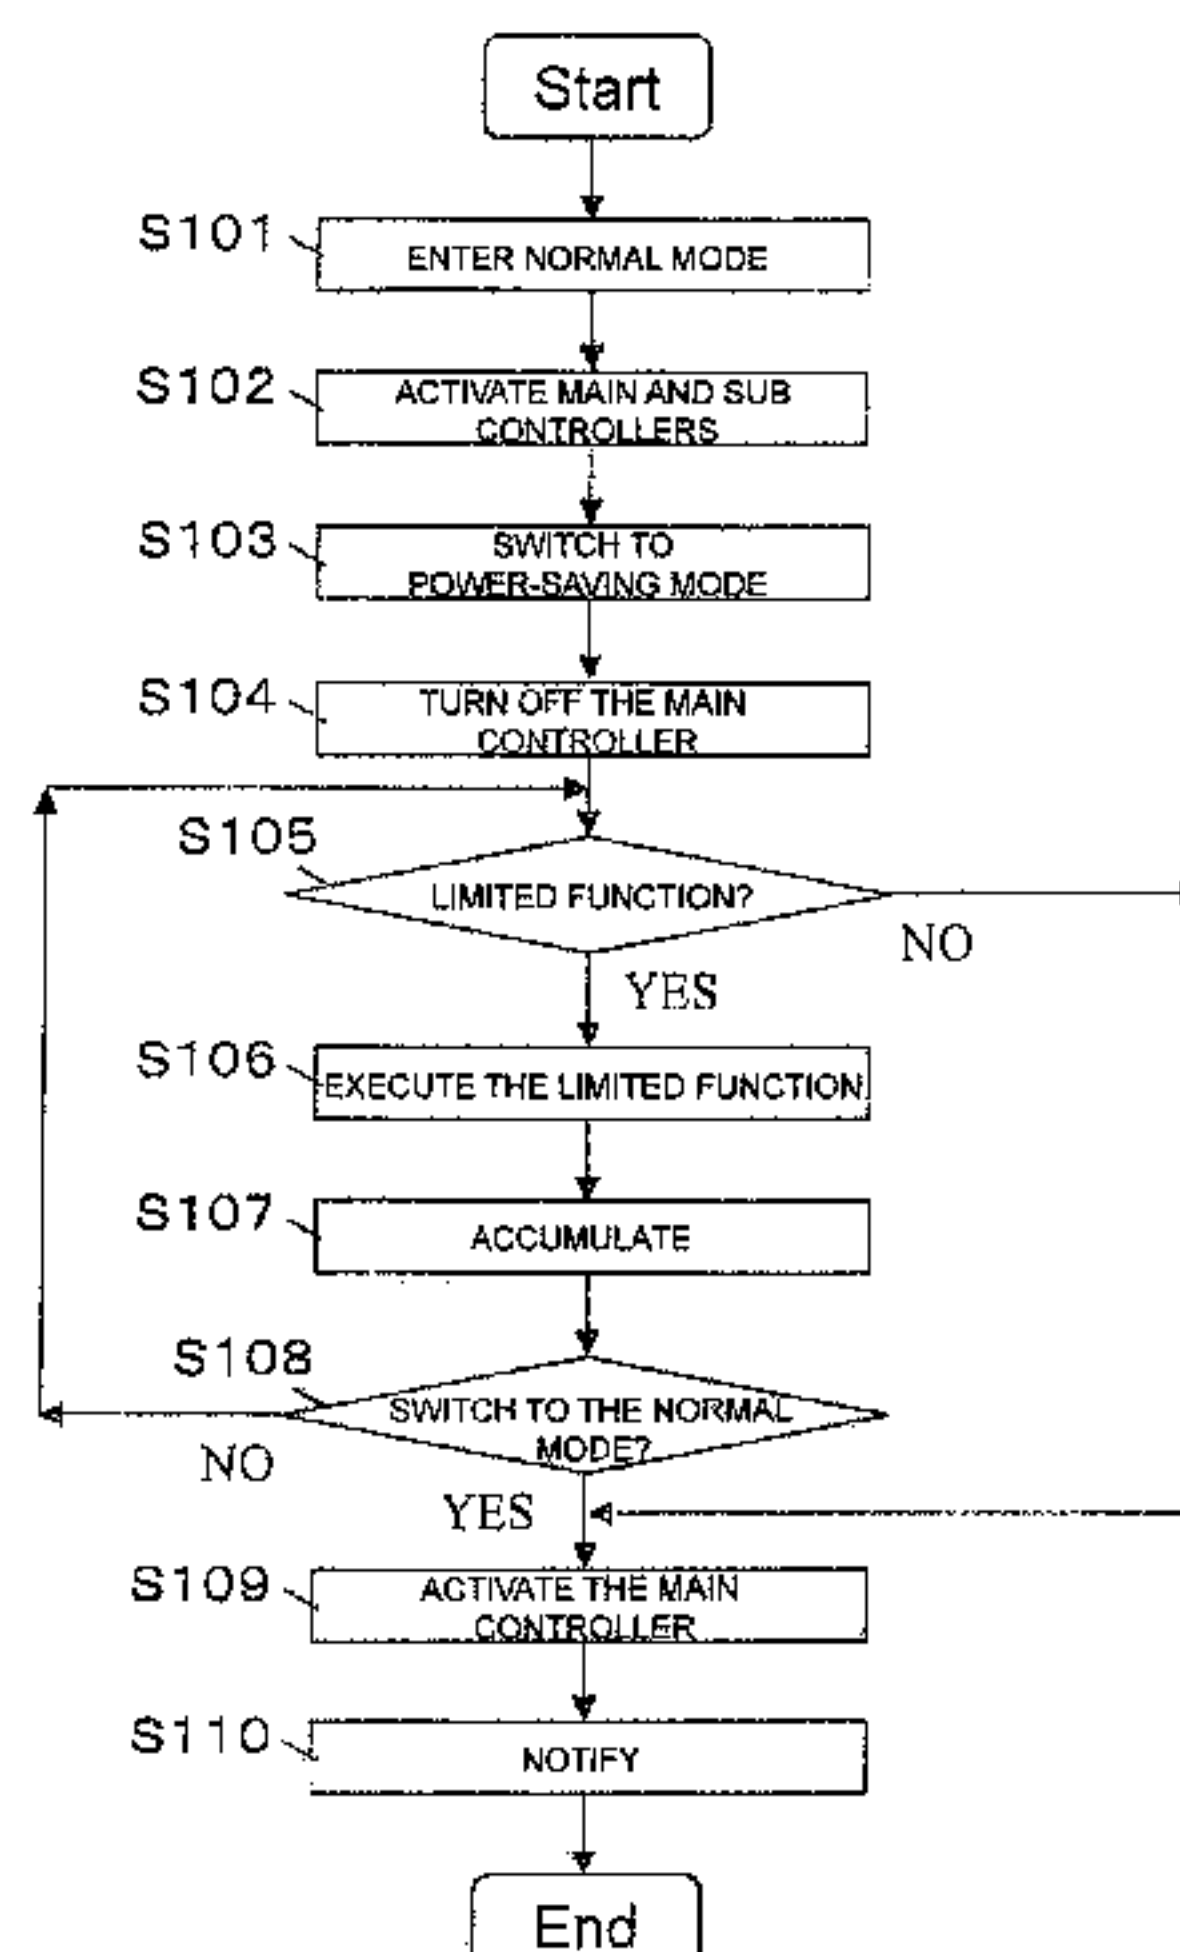 Start
S101
ENTER NORMAL MODE
S102
ACTIVATE MAIN AND SUB
CONTROLLERS
S103
SWITCH TO
POWER-SAVING MODE
S104
TURN OFF THE MAIN
CONTROLLER
S105
LIMITED FUNCTION?
NO
YES
S106
EXECUTE THE LIMITED FUNCTION
S107
ACCUMULATE
S108
SWITCH TO THE NORMAL
MODE?
NO
YES
S109
ACTIVATE THE MAIN
CONTROLLER
S110
NOTIFY
End